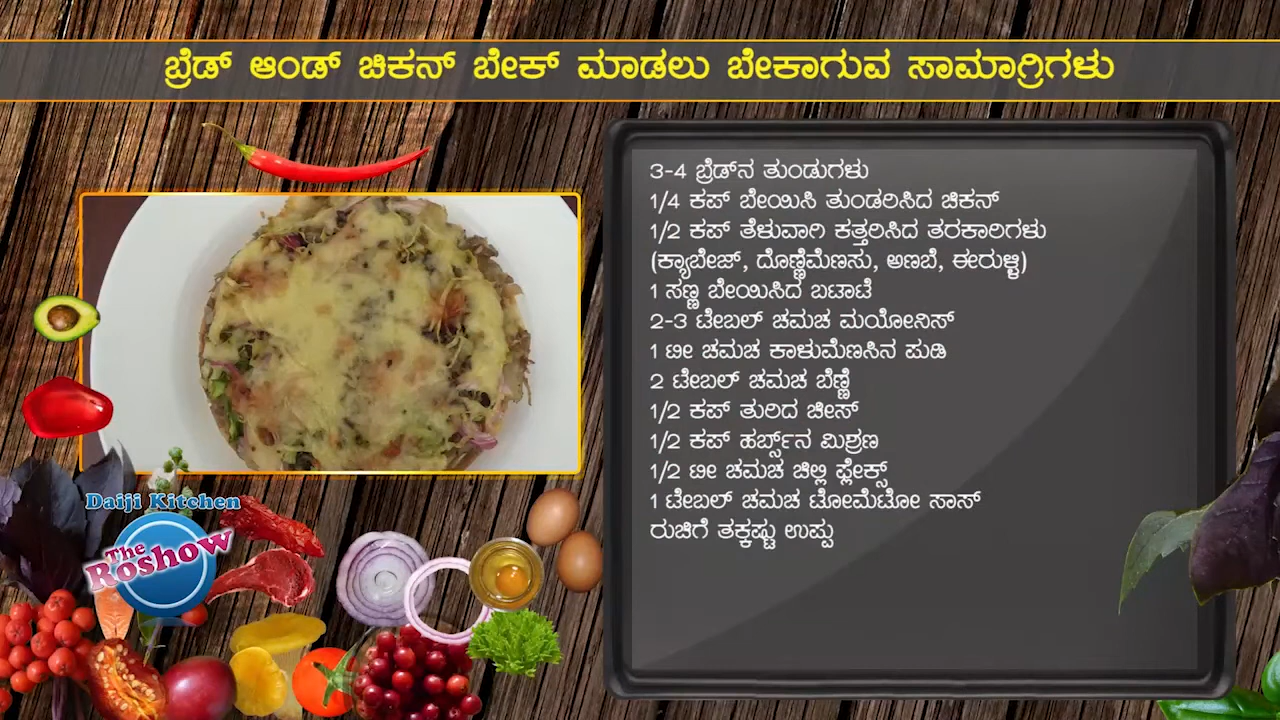 ಬ್ರೆಡ್ ಆಂಡ್ ಚಿಕನ್ ಬೇಕ್ ಮಾಡಲು ಬೇಕಾಗುವ ಸಾಮಾಗ್ರಿಗಳು
3-4 ಬ್ರೆಡ್‌ನ ತುಂಡುಗಳು
1/4 ಕಪ್ ಬೇಯಿಸಿ ತುಂಡರಿಸಿದ ಚಿಕನ್
1/2 ಕಪ್ ತೆಳುವಾಗಿ ಕತ್ತರಿಸಿದ ತರಕಾರಿಗಳು
(ಕ್ಯಾಬೇಜ್, ದೊಣ್ಣೆಮೆಣಸು, ಅಣಬೆ, ಈರುಳ್ಳಿ)
1 ಸಣ್ಣ ಬೇಯಿಸಿದ ಬಟಾಟೆ
2-3 ಟೇಬಲ್ ಚಮಚ ಮಯೋನಿಸ್
1 ಟೀ ಚಮಚ ಕಾಳುಮೆಣಸಿನ ಪುಡಿ
2 ಟೇಬಲ್ ಚಮಚ ಬೆಣ್ಣೆ
1/2 ಕಪ್ ತುರಿದ ಚೀಸ್
1/2 ಕಪ್ ಹರ್ಬ್ಸ್‌ನ ಮಿಶ್ರಣ
1/2 ಟೀ ಚಮಚ ಚಿಲ್ಲಿ ಫ್ಲೇಕ್ಸ್
1 ಟೇಬಲ್ ಚಮಚ ಟೋಮೆಟೋ ಸಾಸ್
ರುಚಿಗೆ ತಕ್ಕಷ್ಟು ಉಪ್ಪು
Daiji Kitchen
The
Roshow